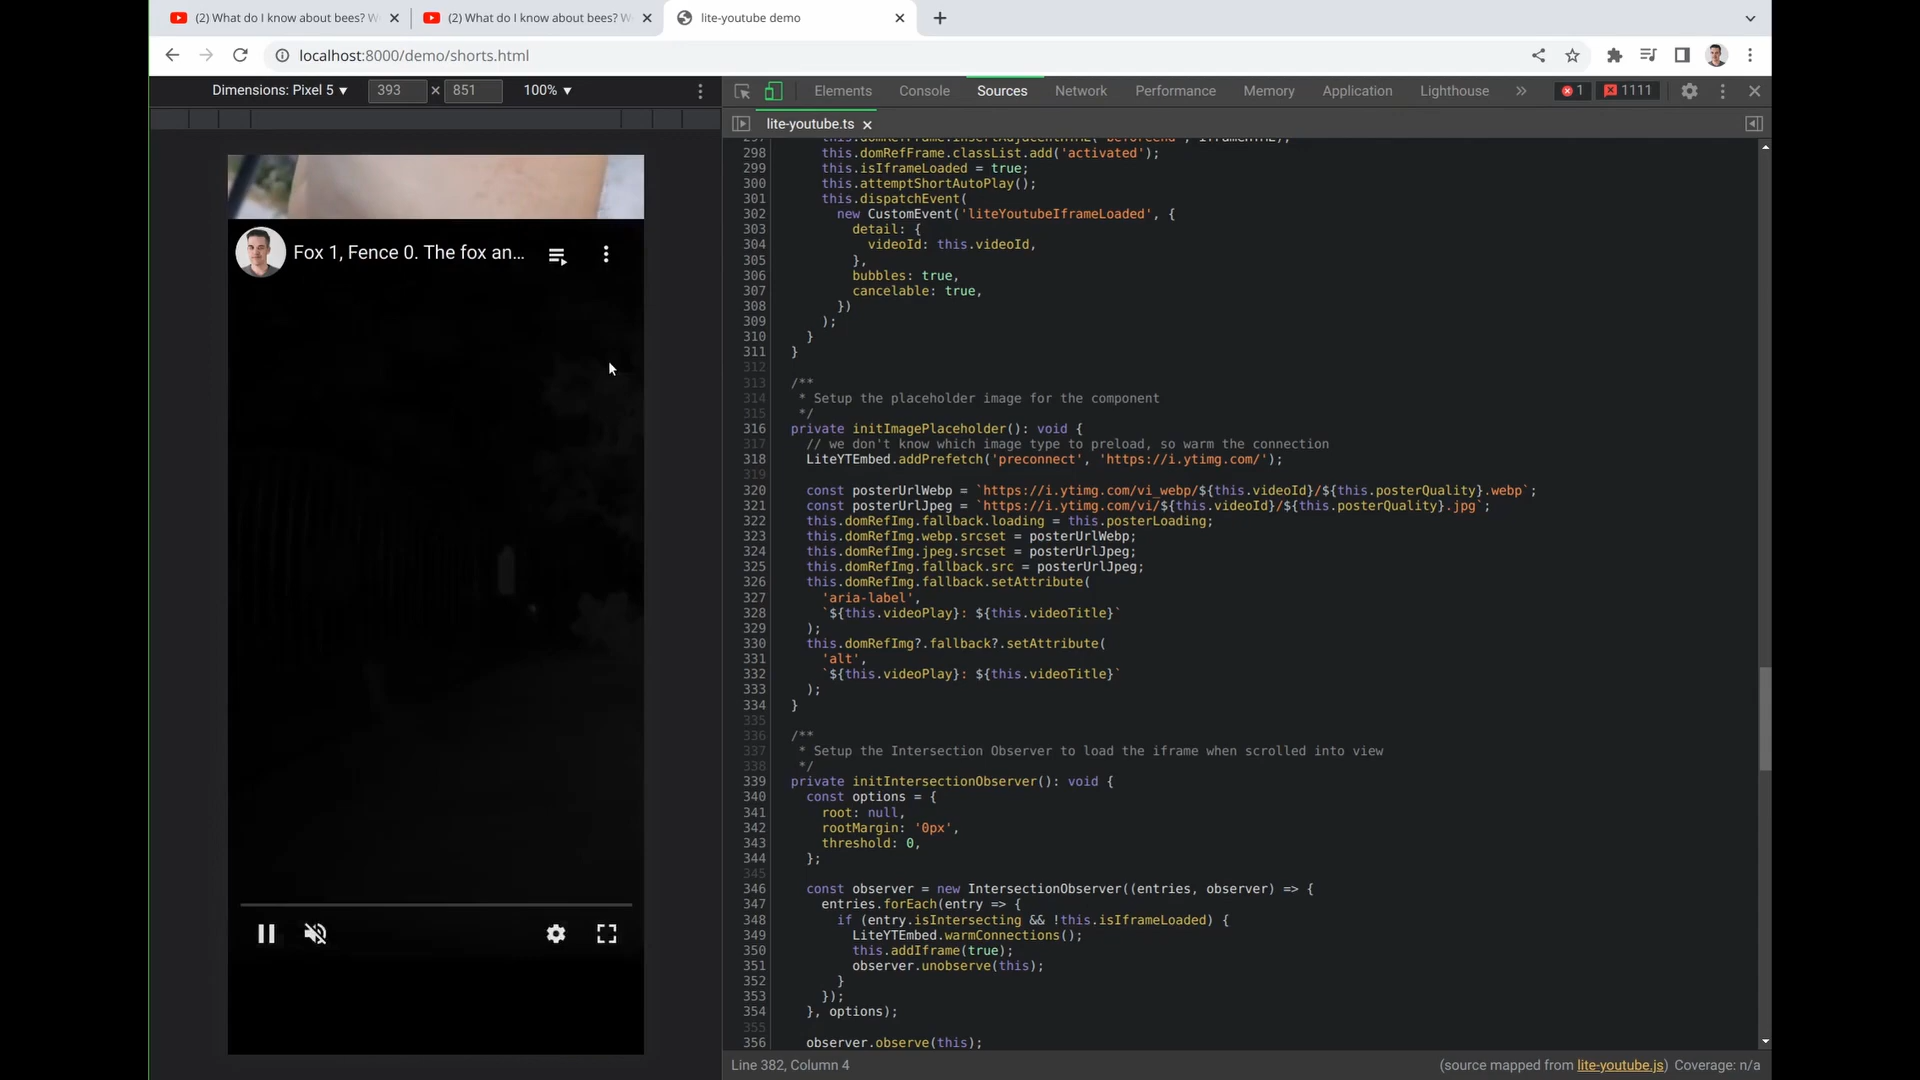 (2) What do I know about bees? W
(2) What do I know about bees? W
lite-youtube demo
localhost:8000/demo/shorts.html
Dimensions: Pixel 5 ▼
393
×
851
100% ▼
Elements
Console
Sources
Network
Performance
Memory
Application
Lighthouse
»
1
1111
lite-youtube.ts
Fox 1, Fence 0. The fox an...
298 this.domRefFrame.classList.add('activated');
299 this.isIframeLoaded = true;
300 this.attemptShortAutoPlay();
301 this.dispatchEvent(
302 new CustomEvent('liteYoutubeIframeLoaded', {
303 detail: {
304 videoId: this.videoId,
305 },
306 bubbles: true,
307 cancelable: true,
308 })
309 );
310 }
311 }
312
313 /**
314 * Setup the placeholder image for the component
315 */
316 private initImagePlaceholder(): void {
317 // we don't know which image type to preload, so warm the connection
318 LiteYTEmbed.addPrefetch('preconnect', 'https://i.ytimg.com/');
319
320 const posterUrlWebp = `https://i.ytimg.com/vi_webp/${this.videoId}/${this.posterQuality}.webp`;
321 const posterUrlJpeg = `https://i.ytimg.com/vi/${this.videoId}/${this.posterQuality}.jpg`;
322 this.domRefImg.fallback.loading = this.posterLoading;
323 this.domRefImg.webp.srcset = posterUrlWebp;
324 this.domRefImg.jpeg.srcset = posterUrlJpeg;
325 this.domRefImg.fallback.src = posterUrlJpeg;
326 this.domRefImg.fallback.setAttribute(
327 'aria-label',
328 `${this.videoPlay}: ${this.videoTitle}`
329 );
330 this.domRefImg?.fallback?.setAttribute(
331 'alt',
332 `${this.videoPlay}: ${this.videoTitle}`
333 );
334 }
335
336 /**
337 * Setup the Intersection Observer to load the iframe when scrolled into view
338 */
339 private initIntersectionObserver(): void {
340 const options = {
341 root: null,
342 rootMargin: '0px',
343 threshold: 0,
344 };
345
346 const observer = new IntersectionObserver((entries, observer) => {
347 entries.forEach(entry => {
348 if (entry.isIntersecting && !this.isIframeLoaded) {
349 LiteYTEmbed.warmConnections();
350 this.addIframe(true);
351 observer.unobserve(this);
352 }
353 });
354 }, options);
355
356 observer.observe(this);
Line 382, Column 4
(source mapped from lite-youtube.js) Coverage: n/a